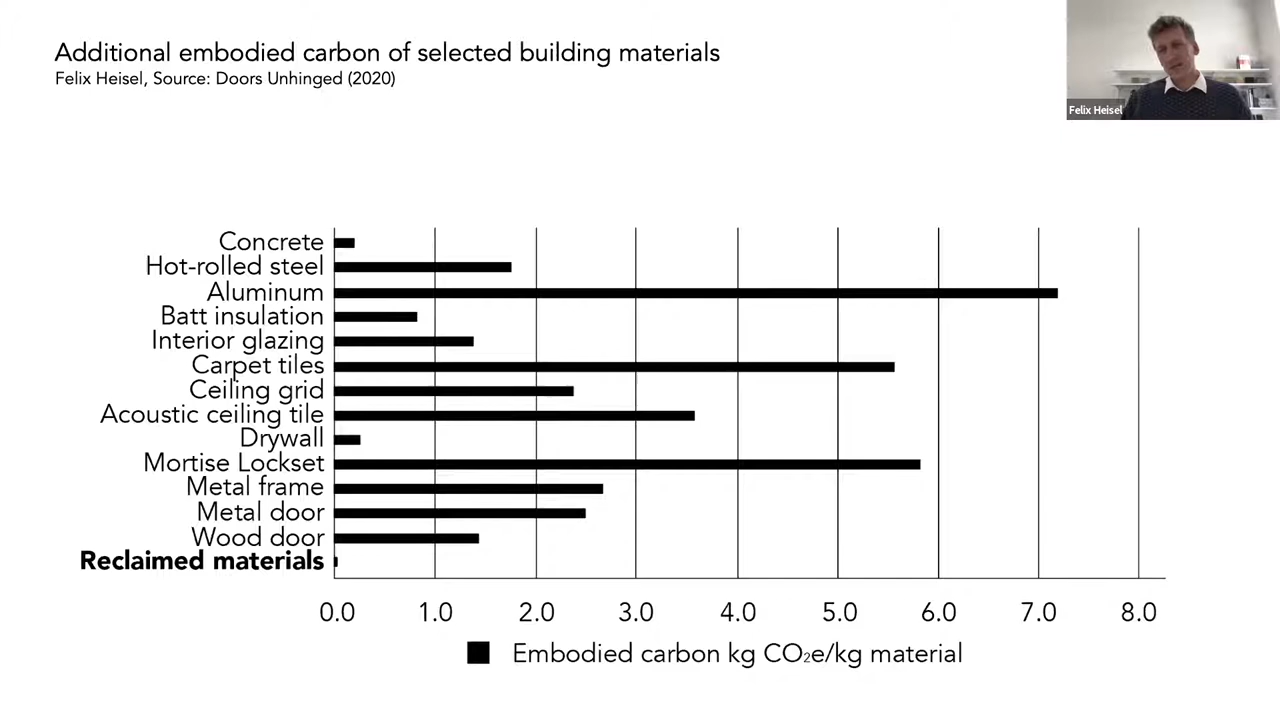 Additional embodied carbon of selected building materials
Felix Heisel, Source: Doors Unhinged (2020)
Felix Heisel
Concrete
Hot-rolled steel
Aluminum
Batt insulation
Interior glazing
Carpet tiles
Ceiling grid
Acoustic ceiling tile
Drywall
Mortise Lockset
Metal frame
Metal door
Wood door
Reclaimed materials
0.0 1.0 2.0 3.0 4.0 5.0 6.0 7.0 8.0
Embodied carbon kg CO₂e/kg material